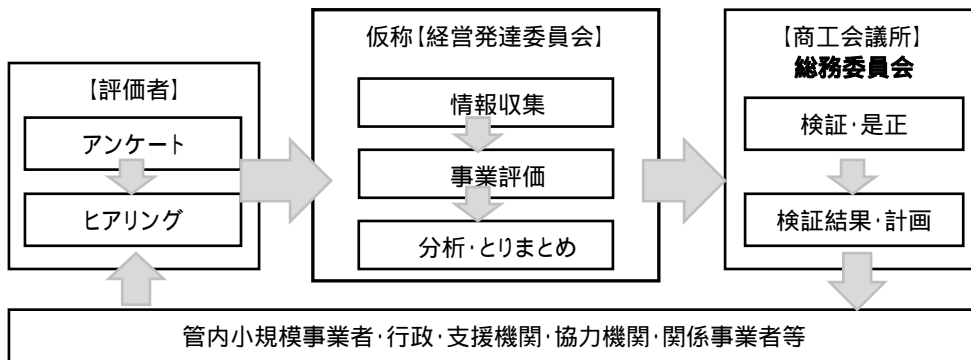 【評価者】
アンケート
ヒアリング
仮称【経営発達委員会】
情報収集
事業評価
分析・とりまとめ
【商工会議所】
総務委員会
検証・是正
検証結果・計画
管内小規模事業者・行政・支援機関・協力機関・関係事業者等